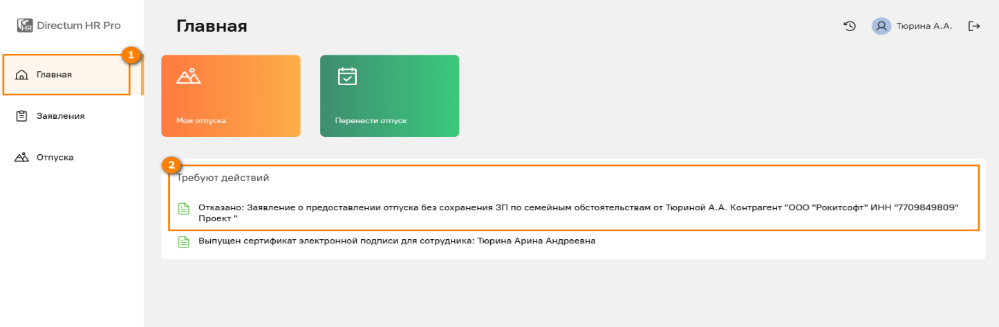 HR Directum HR Pro
Главная
Тюрина А.А.
1
Главная
Заявления
Отпуска
Мои отпуска
Перенести отпуск
2
Требуют действий
Отказано: Заявление о предоставлении отпуска без сохранения ЗП по семейным обстоятельствам от Тюриной А.А. Контрагент "ООО "Рокитсофт" ИНН "7709849809"
Проект "
Выпущен сертификат электронной подписи для сотрудника: Тюрина Арина Андреевна